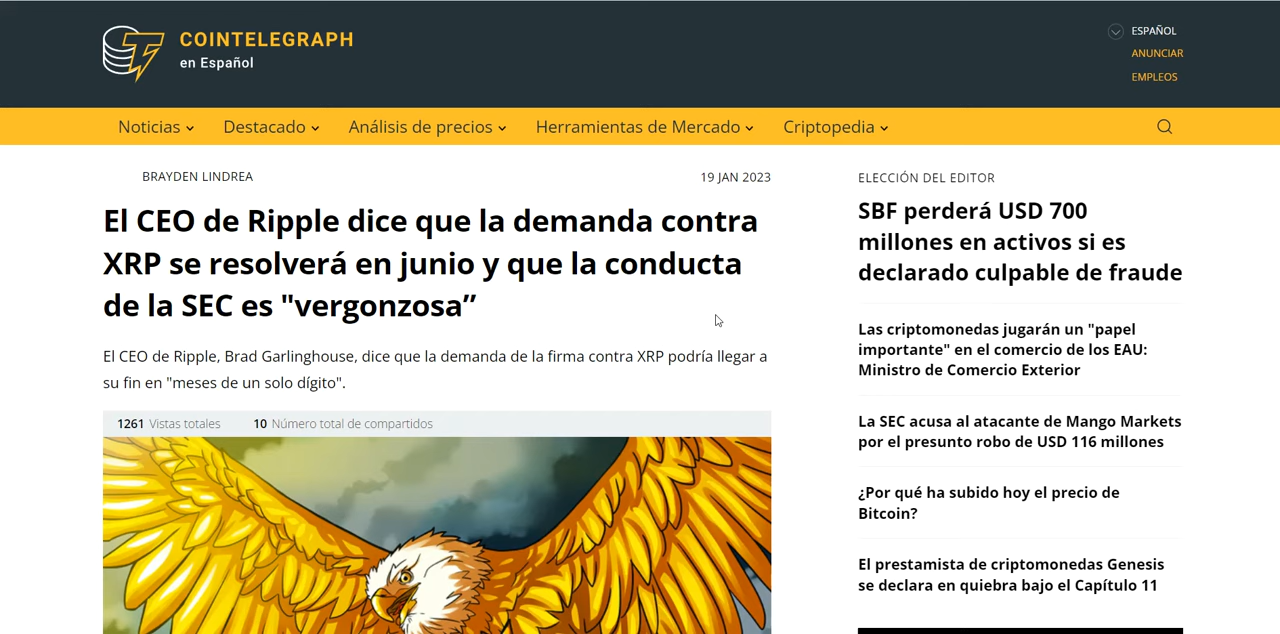 COINTELEGRAPH
en Español
ESPAÑOL
ANUNCIAR
EMPLEOS
Noticias
Destacado
Análisis de precios
Herramientas de Mercado
Criptopedia
BRAYDEN LINDREA
19 JAN 2023
El CEO de Ripple dice que la demanda contra
XRP se resolverá en junio y que la conducta
de la SEC es "vergonzosa”
El CEO de Ripple, Brad Garlinghouse, dice que la demanda de la firma contra XRP podría llegar a
su fin en "meses de un solo dígito".
1261 Vistas totales
10 Número total de compartidos
ELECCIÓN DEL EDITOR
SBF perderá USD 700
millones en activos si es
declarado culpable de fraude
Las criptomonedas jugarán un "papel
importante" en el comercio de los EAU:
Ministro de Comercio Exterior
La SEC acusa al atacante de Mango Markets
por el presunto robo de USD 116 millones
¿Por qué ha subido hoy el precio de
Bitcoin?
El prestamista de criptomonedas Genesis
se declara en quiebra bajo el Capítulo 11